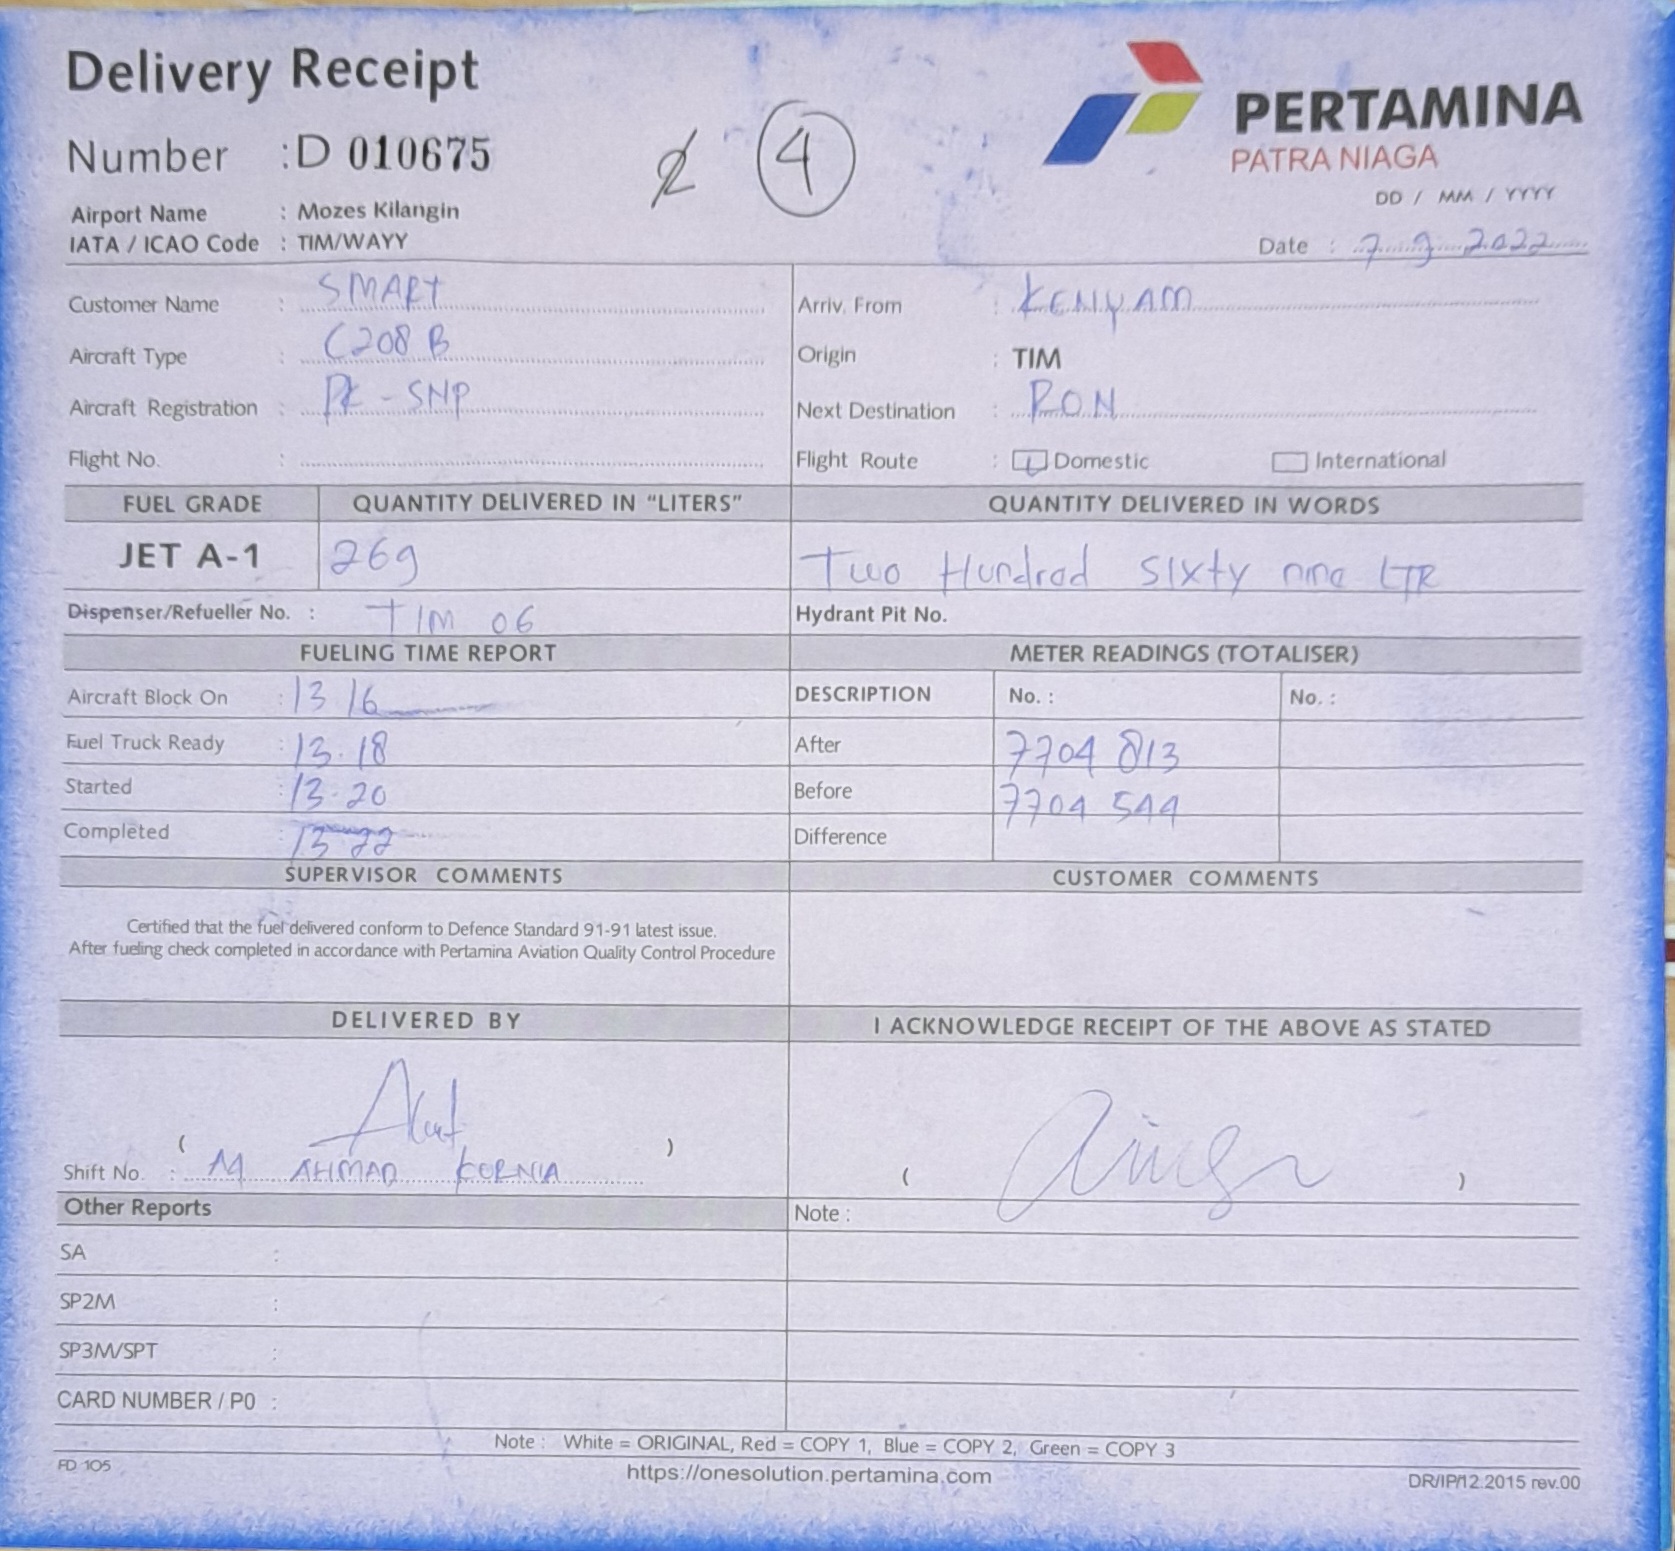 Delivery Receipt
Number : D 010675
④
PERTAMINA
PATRA NIAGA
Airport Name : Mozes Kilangin
IATA / ICAO Code : TIM/WAYY
DD / MM / YYYY
Date : 7 9 2022
Customer Name : SMART
Arriv. From : KENYAM
Aircraft Type : C208 B
Origin : TIM
Aircraft Registration : PK - SNP
Next Destination : RON
Flight No. :
Flight Route : Domestic International
FUEL GRADE QUANTITY DELIVERED IN "LITERS" QUANTITY DELIVERED IN WORDS
JET A-1 269 Two Hundred sixty nine LTR
Dispenser/Refueller No. : TIM 06 Hydrant Pit No.
FUELING TIME REPORT METER READINGS (TOTALISER)
Aircraft Block On : 13 16 DESCRIPTION No. : No. :
Fuel Truck Ready : 13.18 After 7704 813
Started : 13.20 Before 7704 544
Completed : 13 22 Difference
SUPERVISOR COMMENTS CUSTOMER COMMENTS
Certified that the fuel delivered conform to Defence Standard 91-91 latest issue.
After fueling check completed in accordance with Pertamina Aviation Quality Control Procedure
DELIVERED BY I ACKNOWLEDGE RECEIPT OF THE ABOVE AS STATED
( ) ( )
Shift No. : AHMAD KURNIA
Other Reports Note :
SA :
SP2M :
SP3M/SPT :
CARD NUMBER / P0 :
Note : White = ORIGINAL, Red = COPY 1, Blue = COPY 2, Green = COPY 3
FD 105 https://onesolution.pertamina.com DR/IP/12.2015 rev.00